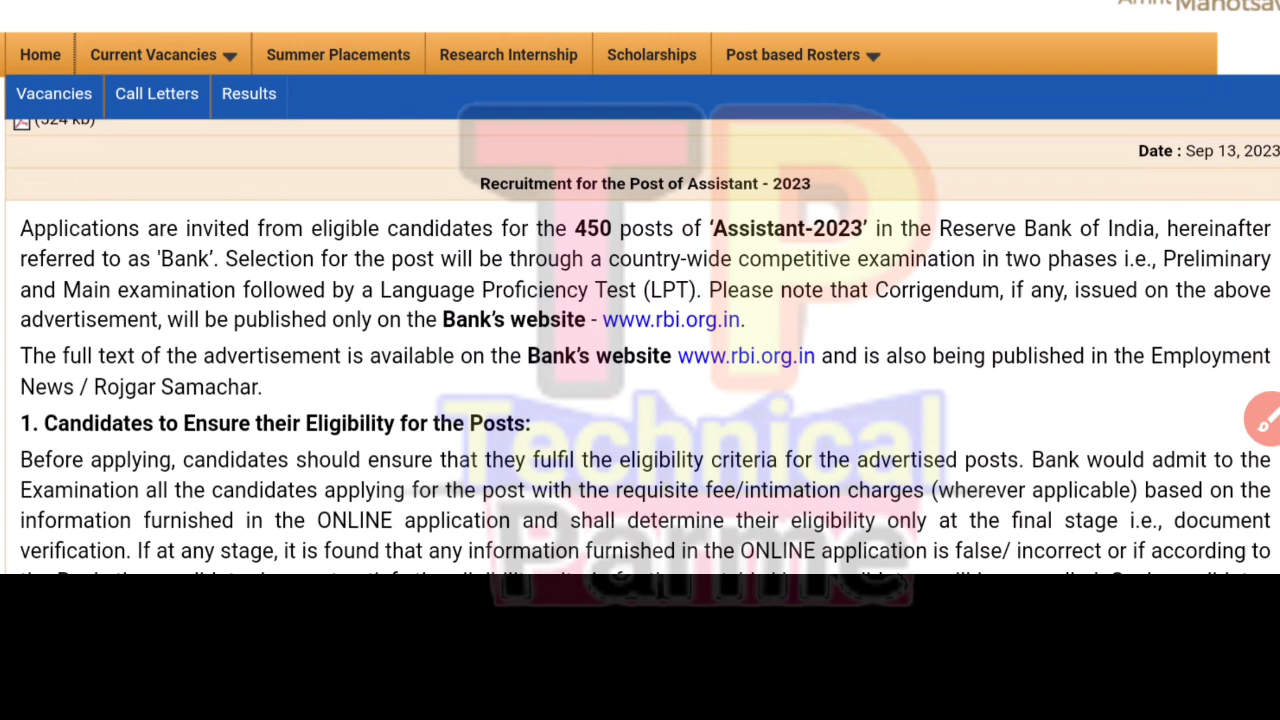 Mahotsav
Home Current Vacancies Summer Placements Research Internship Scholarships Post based Rosters
Vacancies Call Letters Results
(524 kb)
Date : Sep 13, 2023
Recruitment for the Post of Assistant - 2023
Applications are invited from eligible candidates for the 450 posts of ‘Assistant-2023’ in the Reserve Bank of India, hereinafter
referred to as 'Bank’. Selection for the post will be through a country-wide competitive examination in two phases i.e., Preliminary
and Main examination followed by a Language Proficiency Test (LPT). Please note that Corrigendum, if any, issued on the above
advertisement, will be published only on the Bank’s website - www.rbi.org.in.
The full text of the advertisement is available on the Bank’s website www.rbi.org.in and is also being published in the Employment
News / Rojgar Samachar.
1. Candidates to Ensure their Eligibility for the Posts:
Before applying, candidates should ensure that they fulfil the eligibility criteria for the advertised posts. Bank would admit to the
Examination all the candidates applying for the post with the requisite fee/intimation charges (wherever applicable) based on the
information furnished in the ONLINE application and shall determine their eligibility only at the final stage i.e., document
verification. If at any stage, it is found that any information furnished in the ONLINE application is false/ incorrect or if according to
TP
Technical
Parme